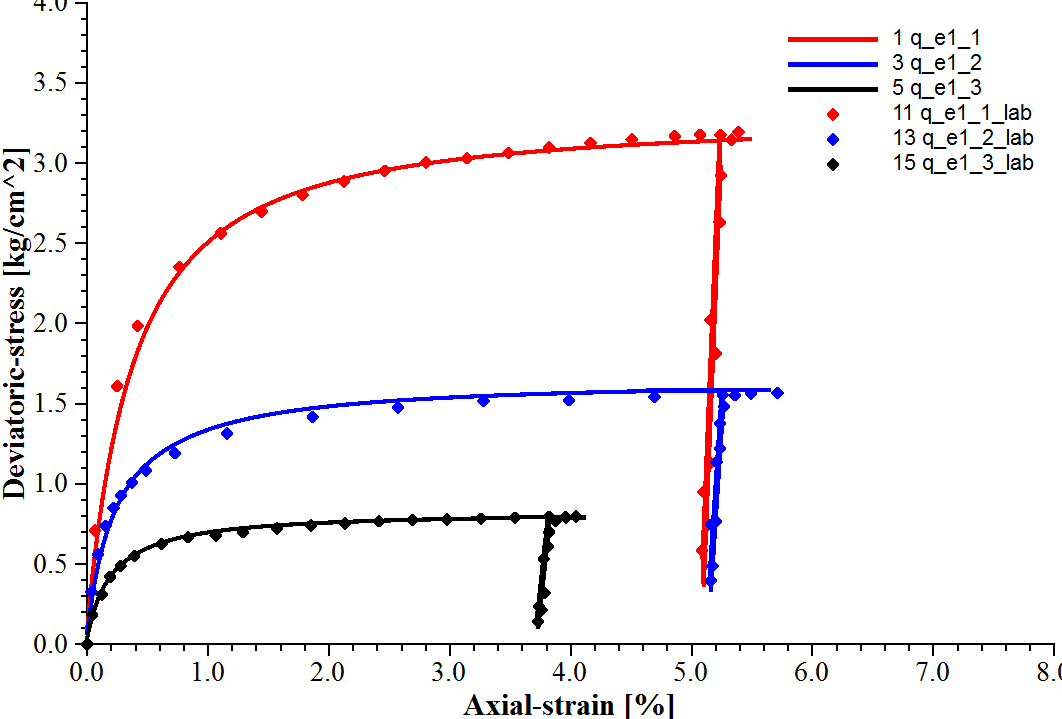 4.0
3.5
3.0
2.5
2.0
1.5
1.0
0.5
0.0
Deviatoric-stress [kg/cm^2]
1 q_e1_1
3 q_e1_2
5 q_e1_3
11 q_e1_1_lab
13 q_e1_2_lab
15 q_e1_3_lab
0.0 1.0 2.0 3.0 4.0 5.0 6.0 7.0 8.0
Axial-strain [%]